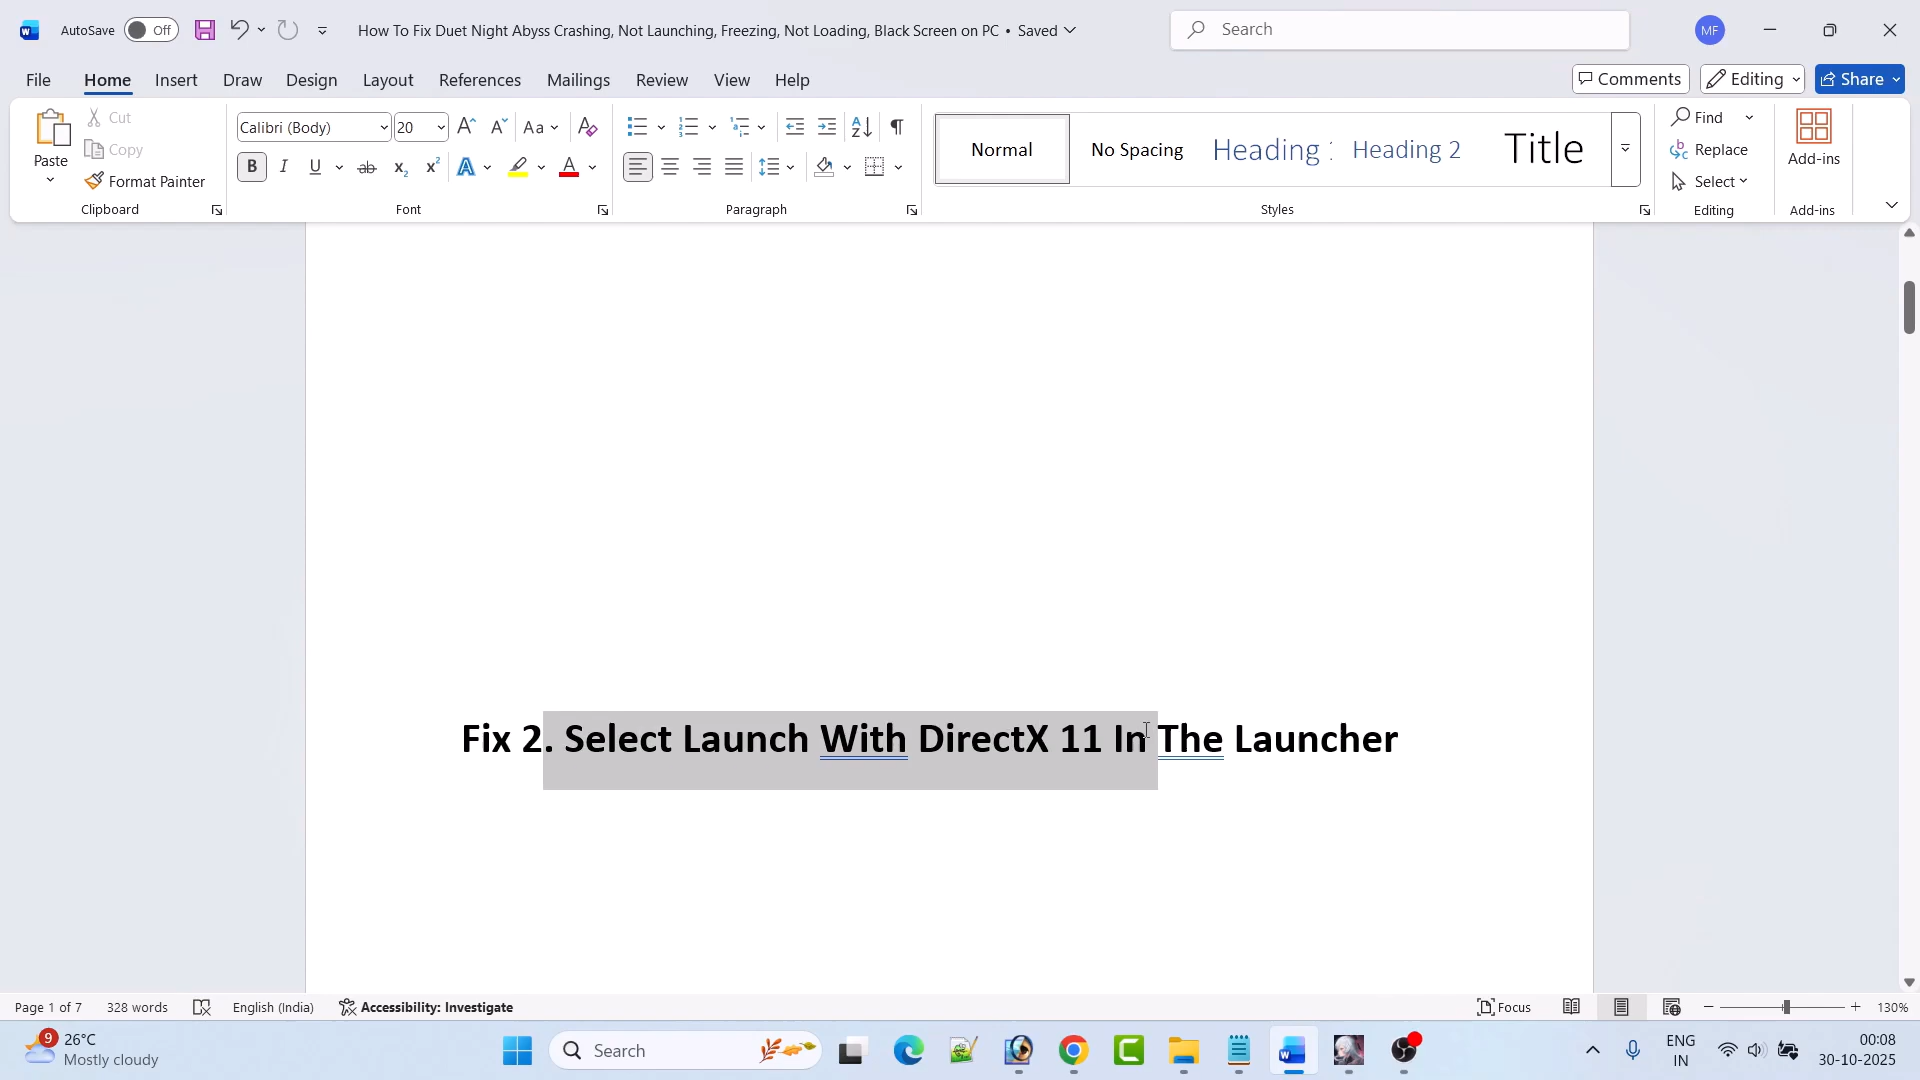 AutoSave Off How To Fix Duet Night Abyss Crashing, Not Launching, Freezing, Not Loading, Black Screen on PC • Saved Search MF
File Home Insert Draw Design Layout References Mailings Review View Help Comments Editing Share
Paste Cut Copy Format Painter Clipboard
Calibri (Body) 20 Font
Paragraph
Normal No Spacing Heading 1 Heading 2 Title Styles
Find Replace Select Editing
Add-ins Add-ins
Fix 2. Select Launch With DirectX 11 In The Launcher
Page 1 of 7 328 words English (India) Accessibility: Investigate Focus 130%
9 26°C Mostly cloudy Search ENG IN 00:08 30-10-2025